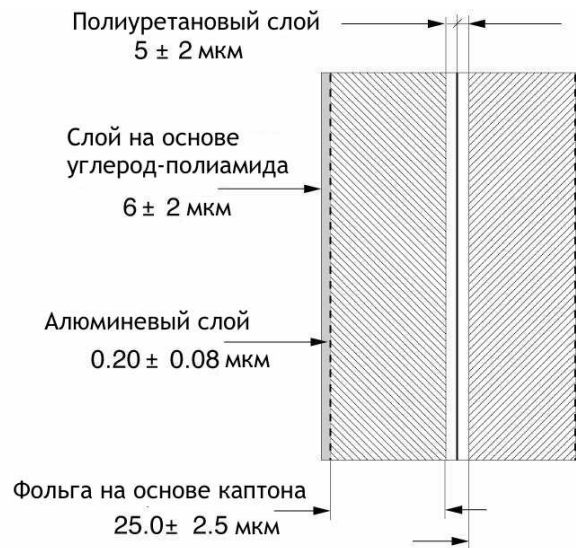 Полиуретановый слой
5 ± 2 мкм
Слой на основе
углерод-полиамида
6 ± 2 мкм
Алюминевый слой
0.20 ± 0.08 мкм
Фольга на основе каптона
25.0± 2.5 мкм